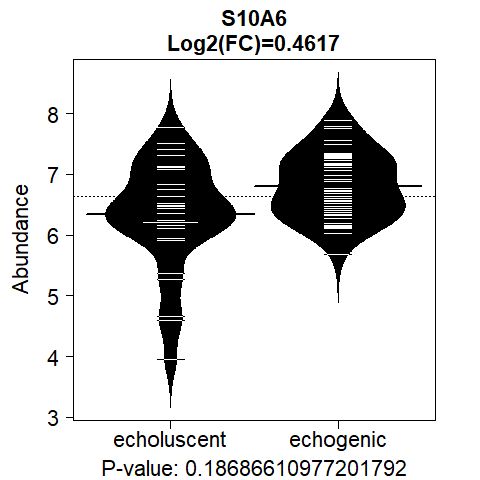 S10A6
Log2(FC)=0.4617
Abundance
8
7
6
5
4
3
echoluscent echogenic
P-value: 0.18686610977201792